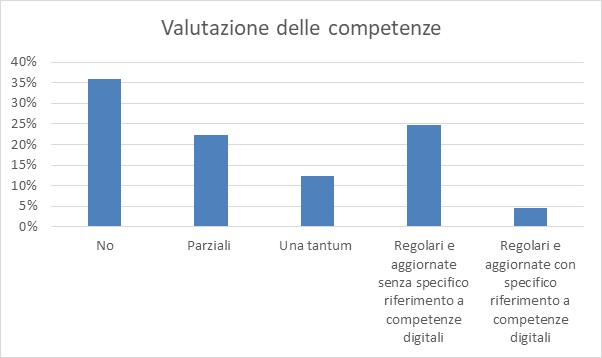 Valutazione delle competenze
40%
35%
30%
25%
20%
15%
10%
5%
0%
No
Parziali
Una tantum
Regolari e
aggiornate
senza specifico
riferimento a
competenze
digitali
Regolari e
aggiornate con
specifico
riferimento a
competenze
digitali